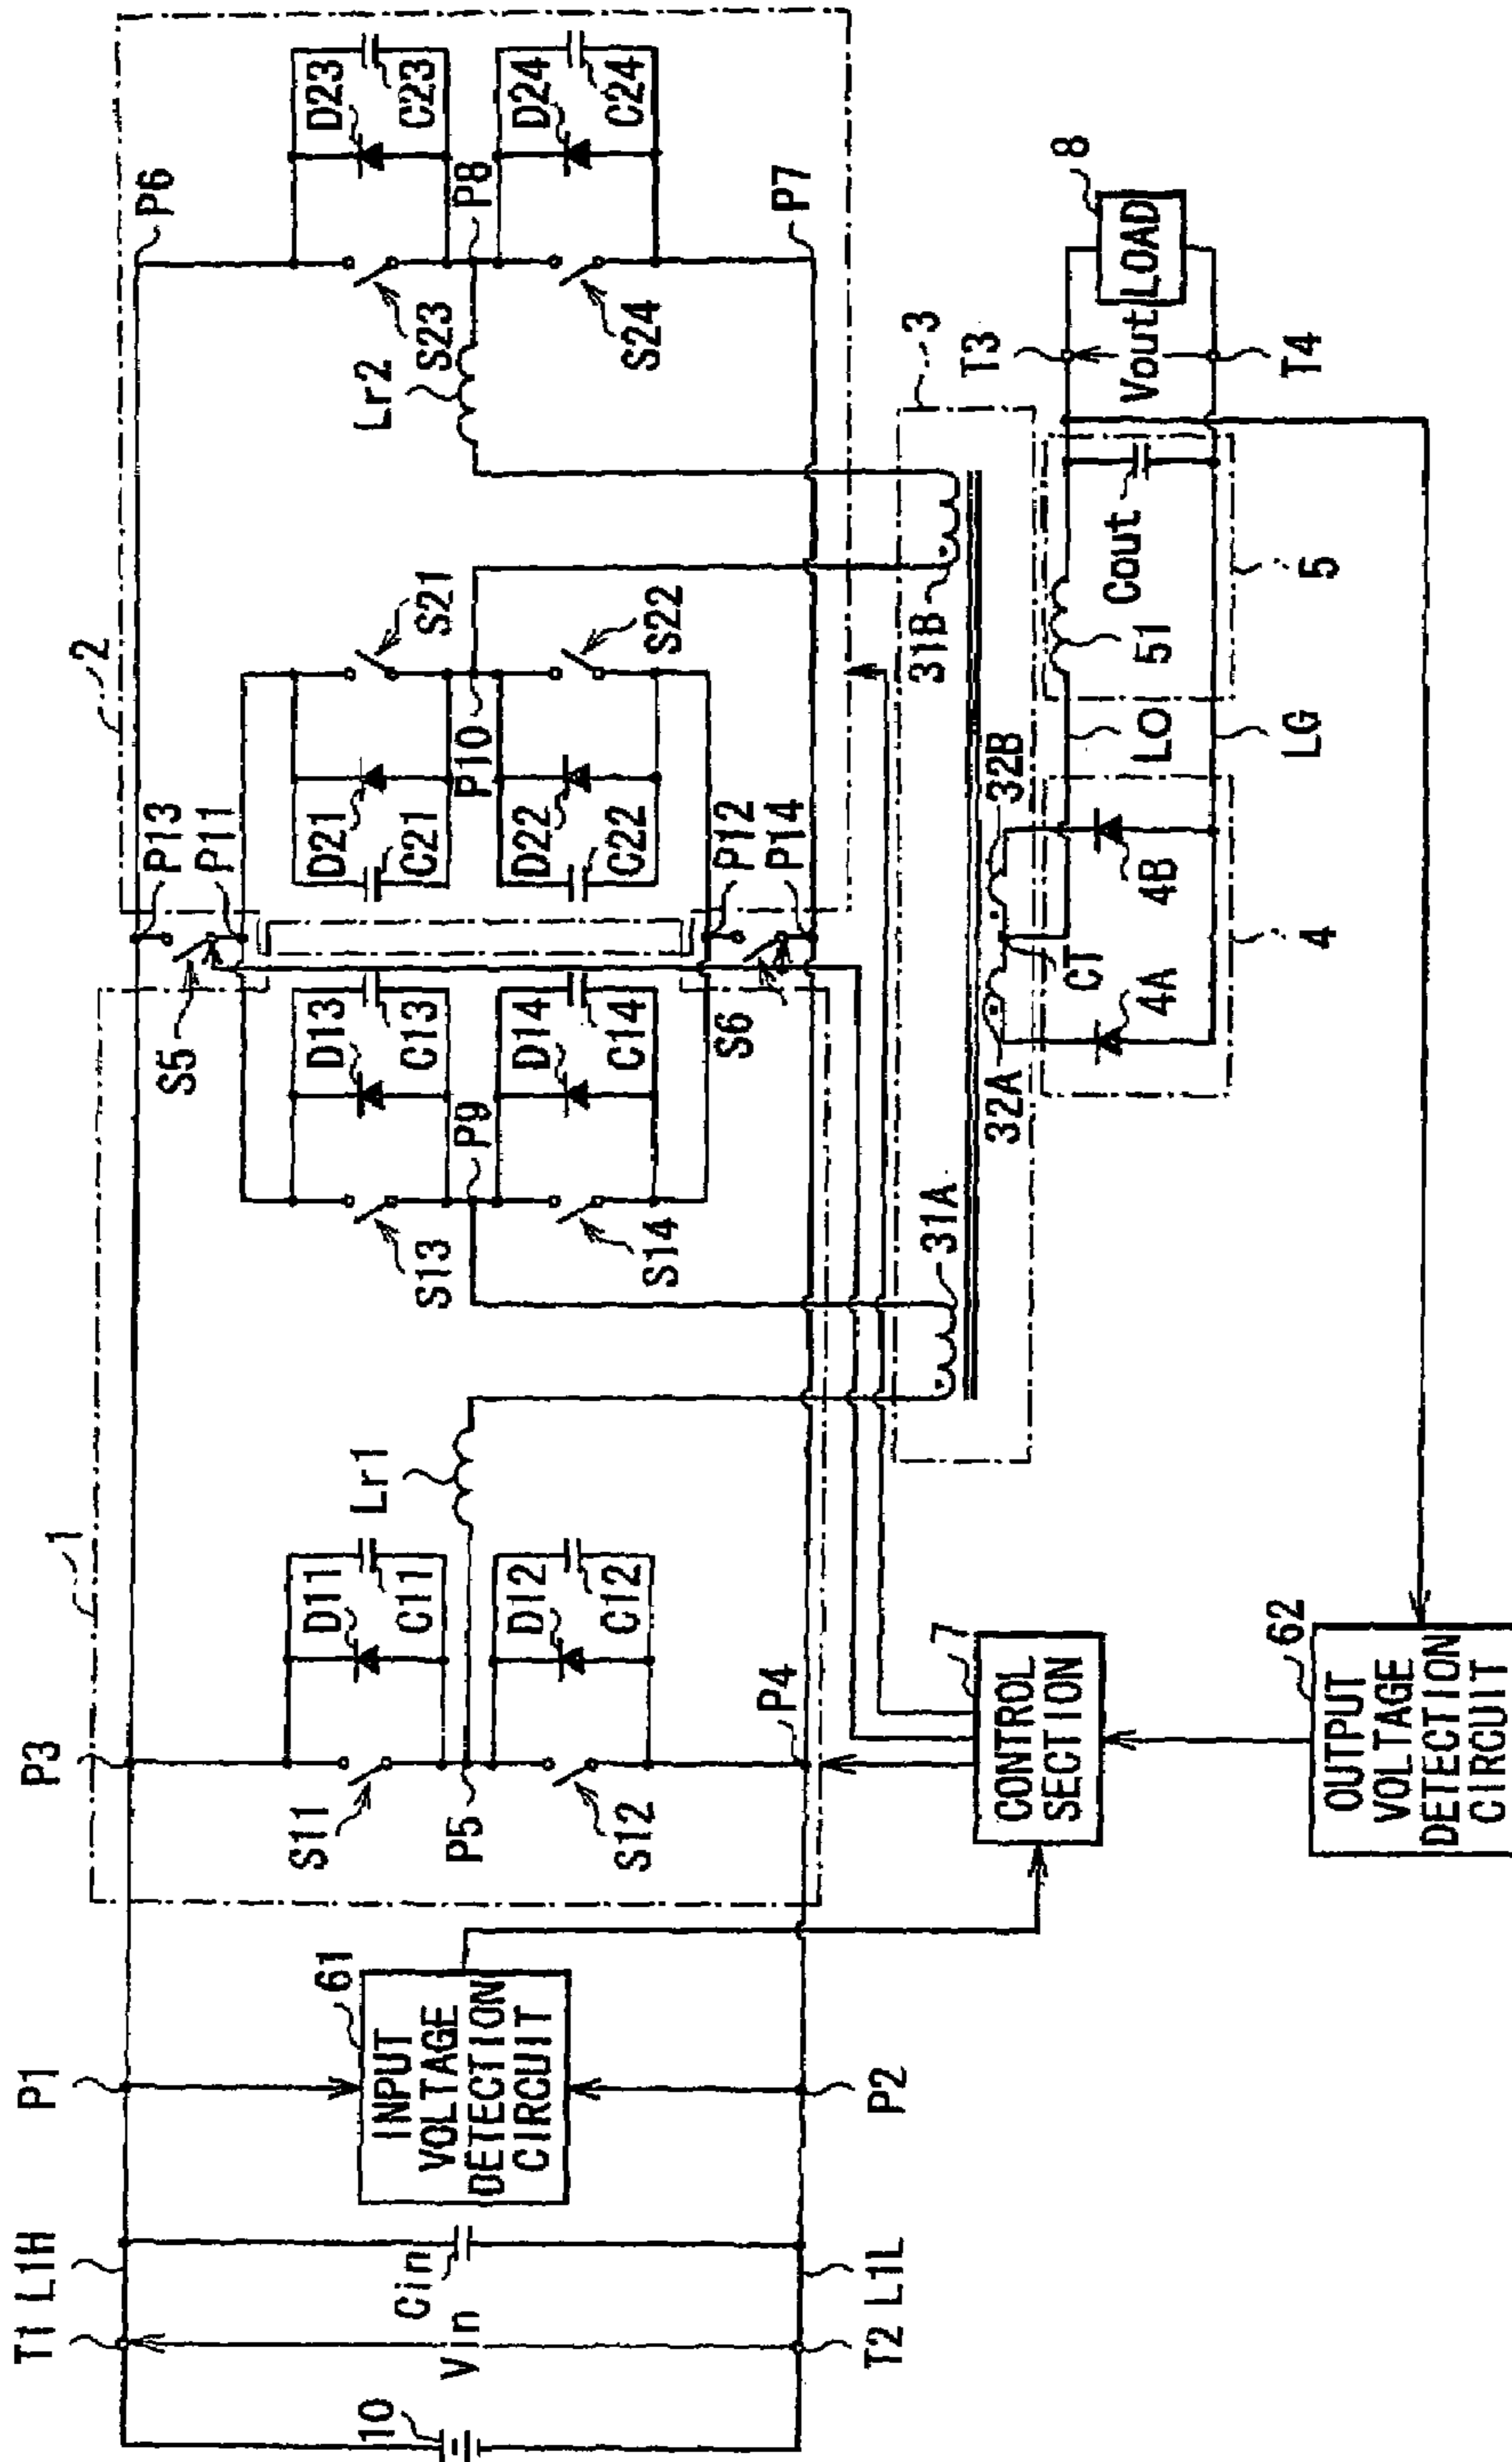 T1
L1H
P1
P3
1
S5
P13
P11
2
P6
10
Vin
Cin
61
INPUT
VOLTAGE
DETECTION
CIRCUIT
S11
D11
C11
P5
Lr1
S12
D12
C12
S13
D13
C13
P9
S14
D14
C14
D21
C21
S21
P10
D22
C22
S22
Lr2
S23
D23
C23
P8
S24
D24
C24
T2
L1L
P2
P4
S6
P12
P14
P7
7
CONTROL
SECTION
31A
31B
3
32A
CT
32B
4A
4B
4
LO
LG
51
Cout
5
T3
Vout
T4
8
LOAD
62
OUTPUT
VOLTAGE
DETECTION
CIRCUIT